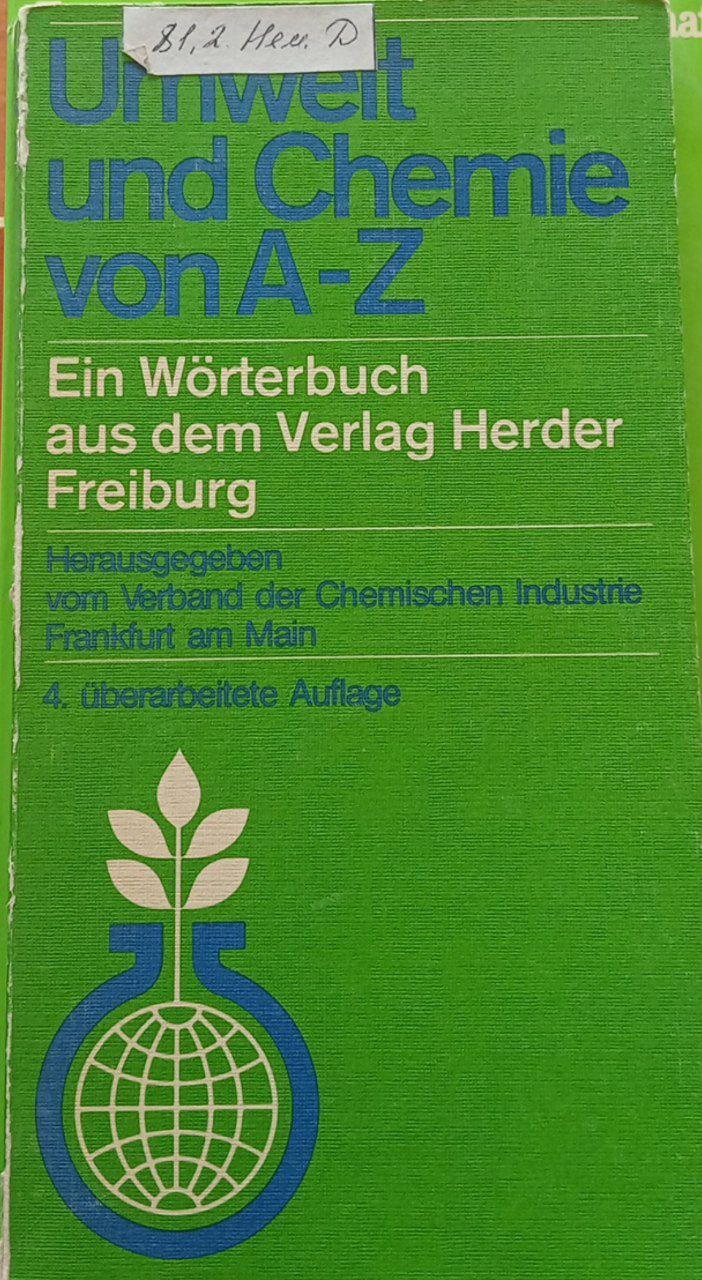 81,2 Нем. Д
Umwelt
und Chemie
von A-Z
Ein Wörterbuch
aus dem Verlag Herder
Freiburg
Herausgegeben
vom Verband der Chemischen Industrie
Frankfurt am Main
4. überarbeitete Auflage